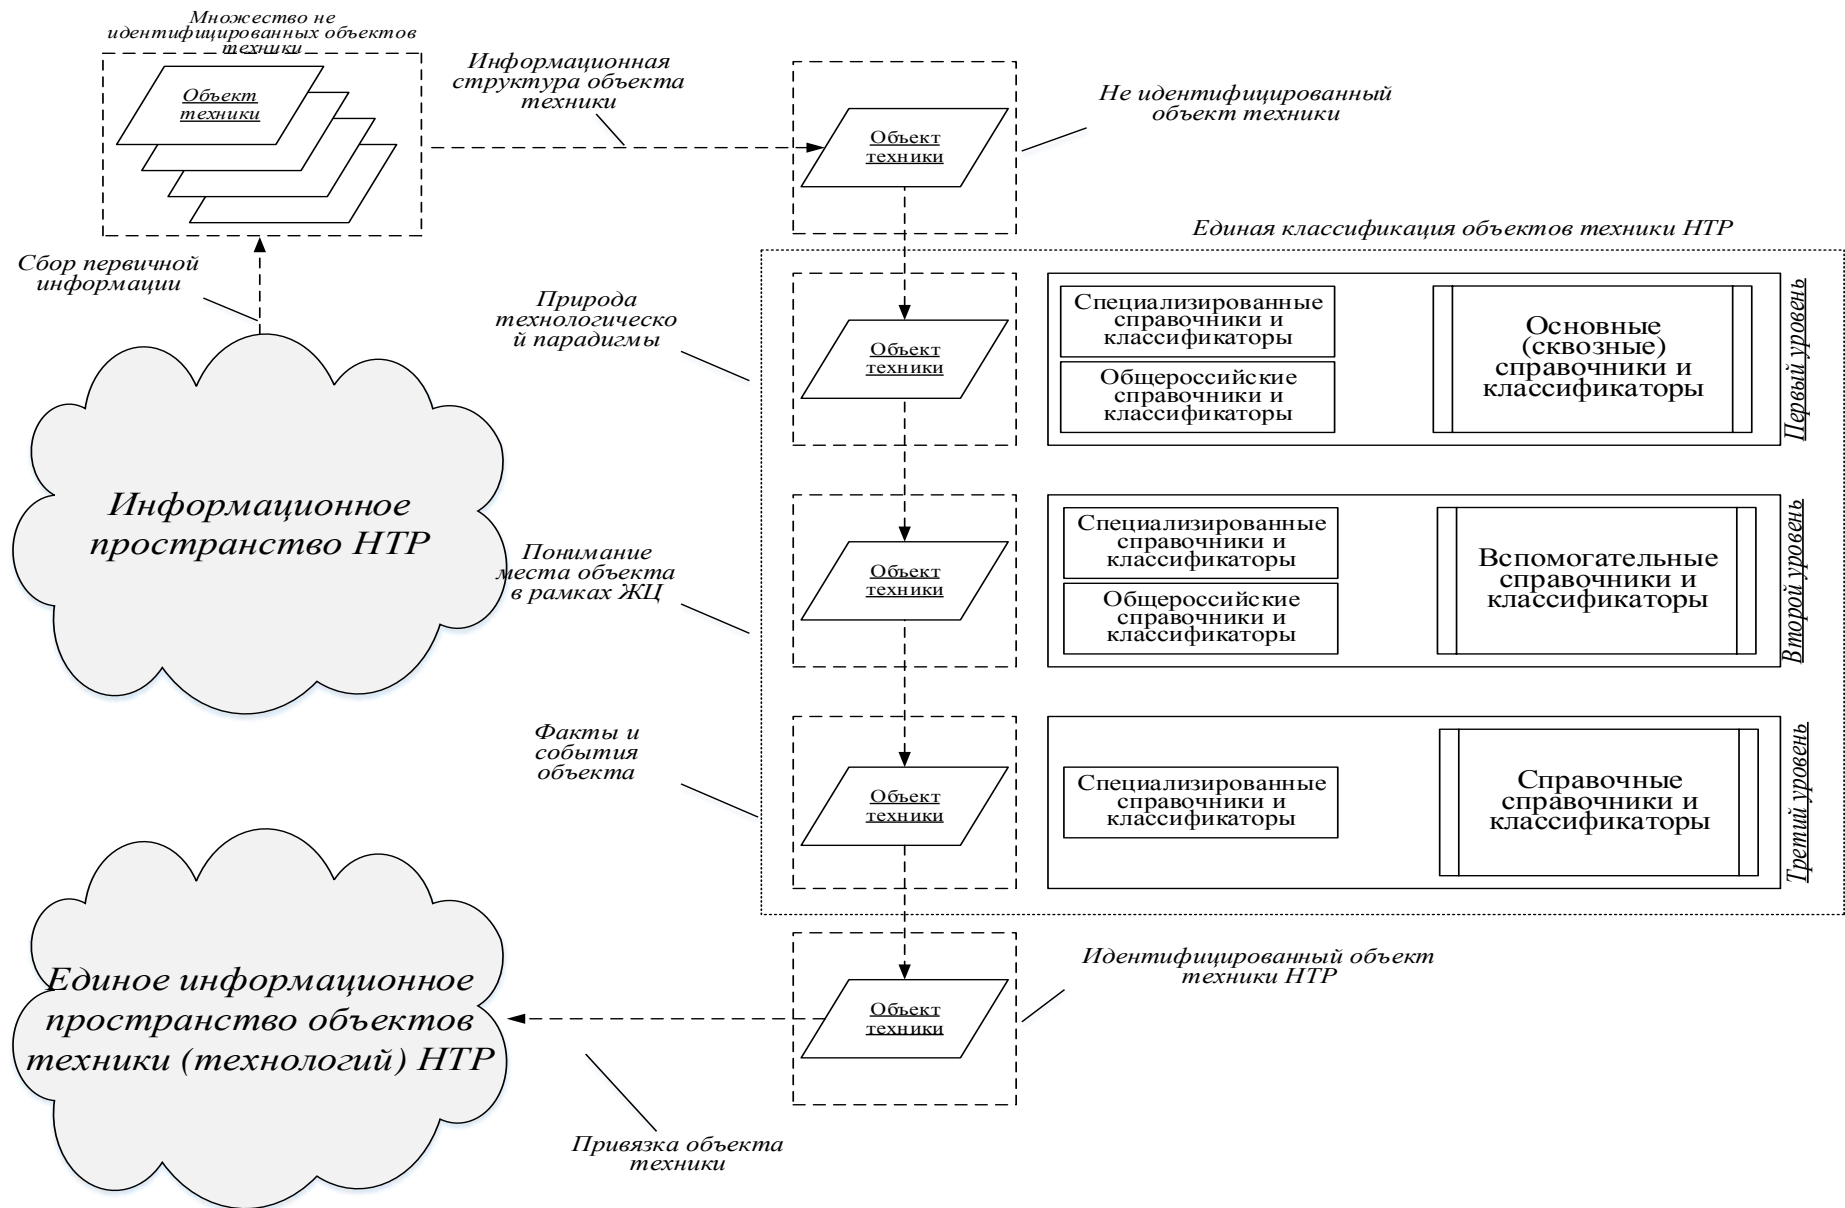 Множество не
идентифицированных объектов
техники
Объект
техники
Информационная
структура объекта
техники
Объект
техники
Не идентифицированный
объект техники
Сбор первичной
информации
Единая классификация объектов техники НТР
Природа
технологическо
й парадигмы
Объект
техники
Специализированные
справочники и
классификаторы
Общероссийские
справочники и
классификаторы
Основные
(сквозные)
справочники и
классификаторы
Первый уровень
Информационное
пространство НТР
Понимание
места объекта
в рамках ЖЦ
Объект
техники
Специализированные
справочники и
классификаторы
Общероссийские
справочники и
классификаторы
Вспомогательные
справочники и
классификаторы
Второй уровень
Факты и
события
объекта
Объект
техники
Специализированные
справочники и
классификаторы
Справочные
справочники и
классификаторы
Третий уровень
Единое информационное
пространство объектов
техники (технологий) НТР
Объект
техники
Идентифицированный объект
техники НТР
Привязка объекта
техники